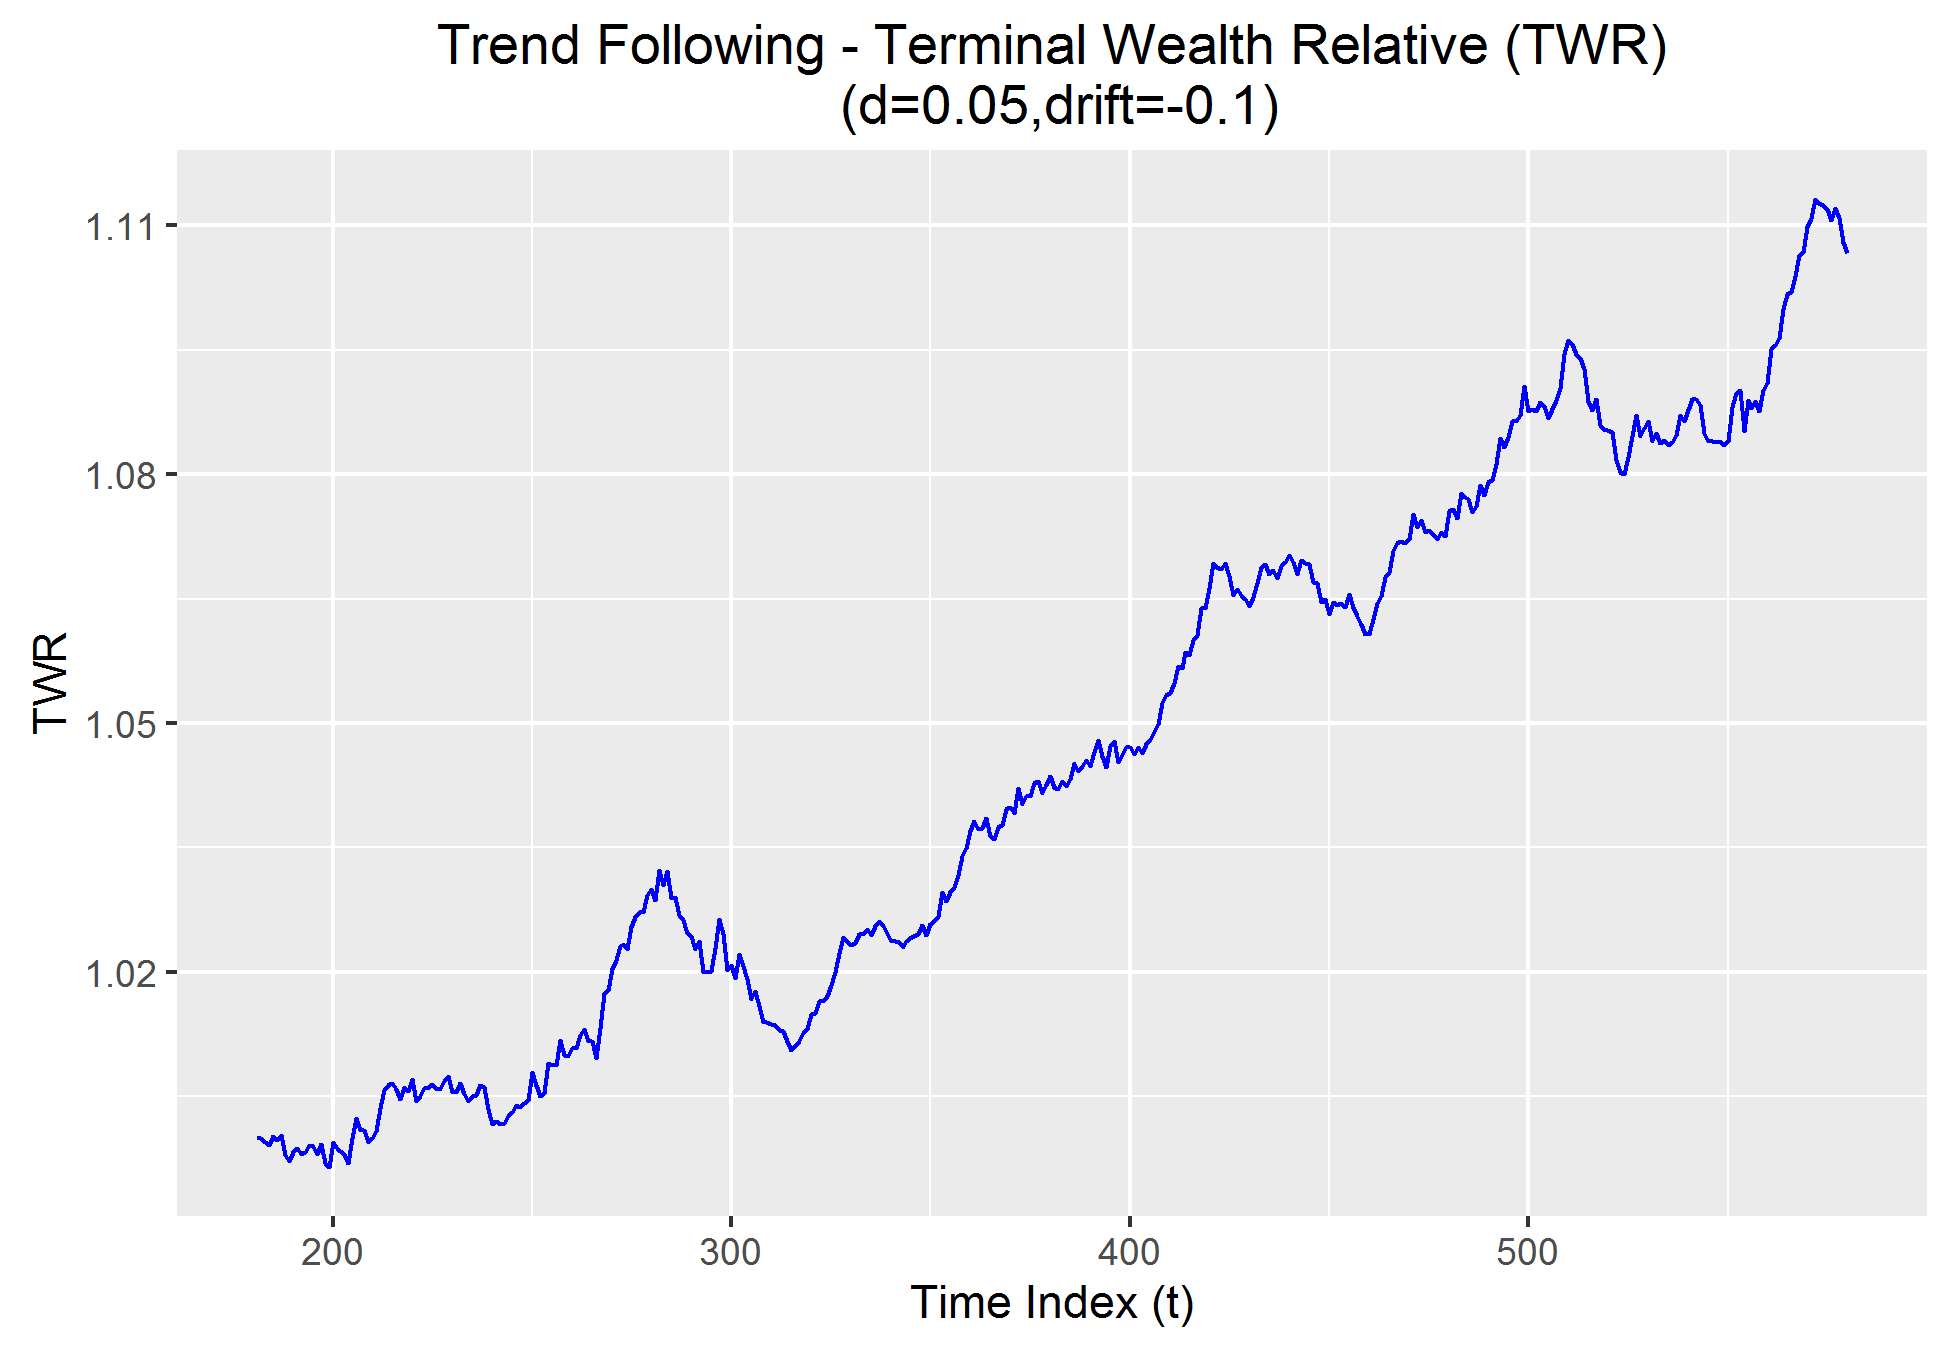 Trend Following - Terminal Wealth Relative (TWR)
(d=0.05,drift=-0.1)
TWR
1.11
1.08
1.05
1.02
200
300
400
500
Time Index (t)